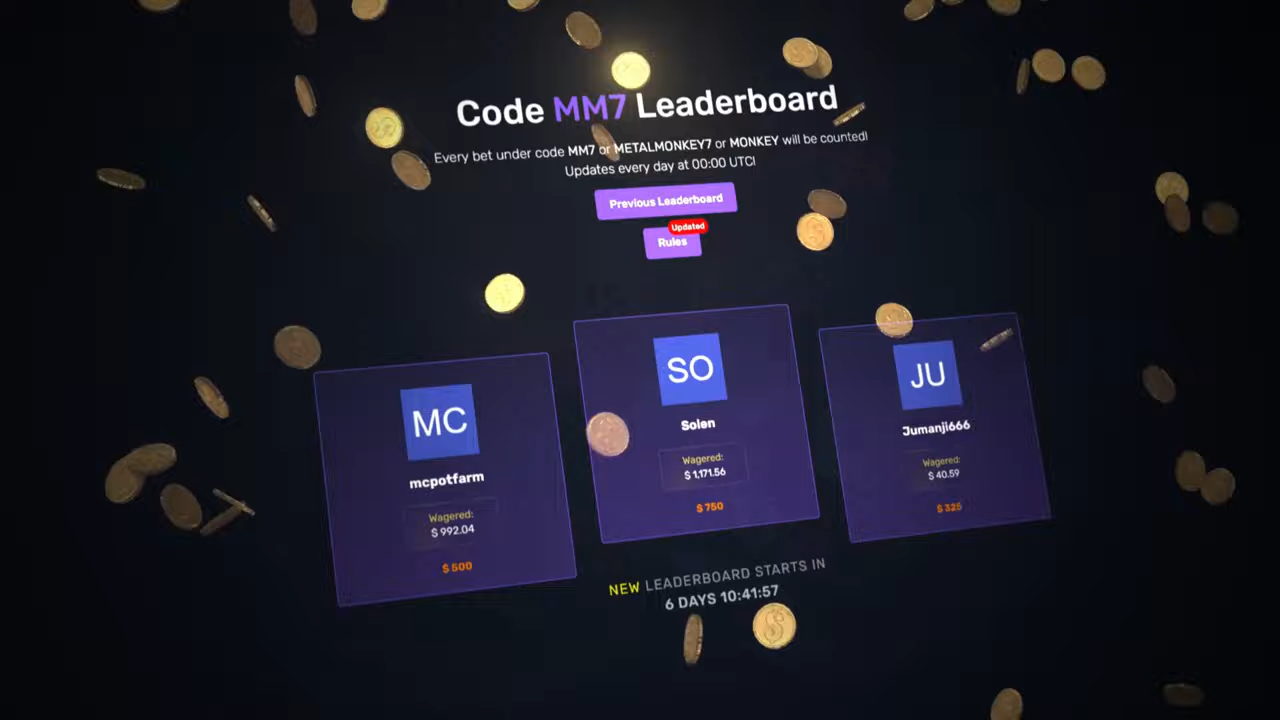 Code MM7 Leaderboard
Every bet under code MM7 or METALMONKEY7 or MONKEY will be counted!
Updates every day at 00:00 UTC!
Previous Leaderboard
Updated
Rules
MC
mcpotfarm
Wagered:
$ 992.04
$ 500
SO
Solen
Wagered:
$ 1,171.56
$ 750
JU
Jumanji666
Wagered:
$ 40.59
$ 325
NEW LEADERBOARD STARTS IN
6 DAYS 10:41:57